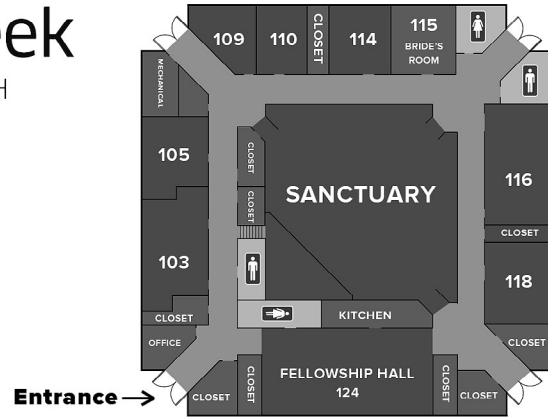 eek
H
109
110
CLOSET
114
115
BRIDE'S
ROOM
MECHANICAL
105
CLOSET
CLOSET
SANCTUARY
116
CLOSET
103
118
CLOSET
KITCHEN
OFFICE
CLOSET
FELLOWSHIP HALL
124
CLOSET
CLOSET
CLOSET
CLOSET
Entrance